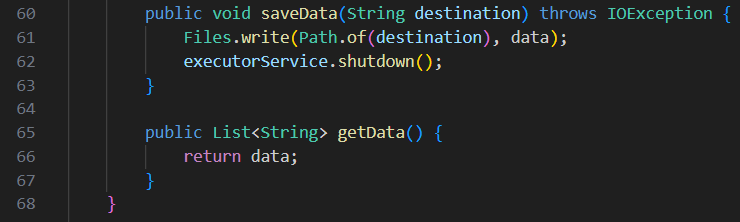 60 public void saveData(String destination) throws IOException {
61 Files.write(Path.of(destination), data);
62 executorService.shutdown();
63 }
64
65 public List<String> getData() {
66 return data;
67 }
68 }